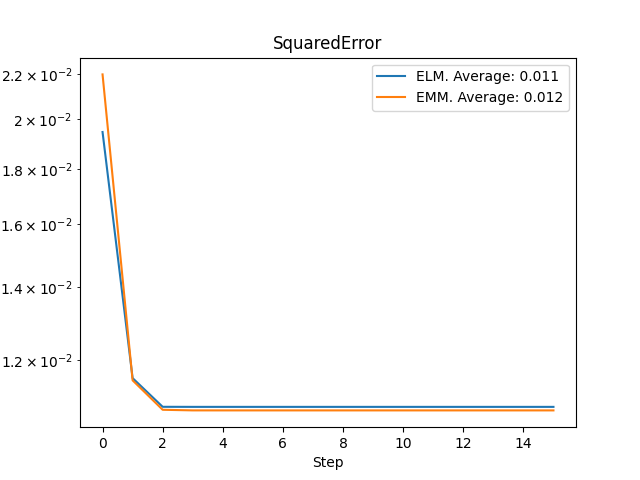 SquaredError
ELM. Average: 0.011
EMM. Average: 0.012
2.2 × 10⁻²
2 × 10⁻²
1.8 × 10⁻²
1.6 × 10⁻²
1.4 × 10⁻²
1.2 × 10⁻²
0 2 4 6 8 10 12 14
Step